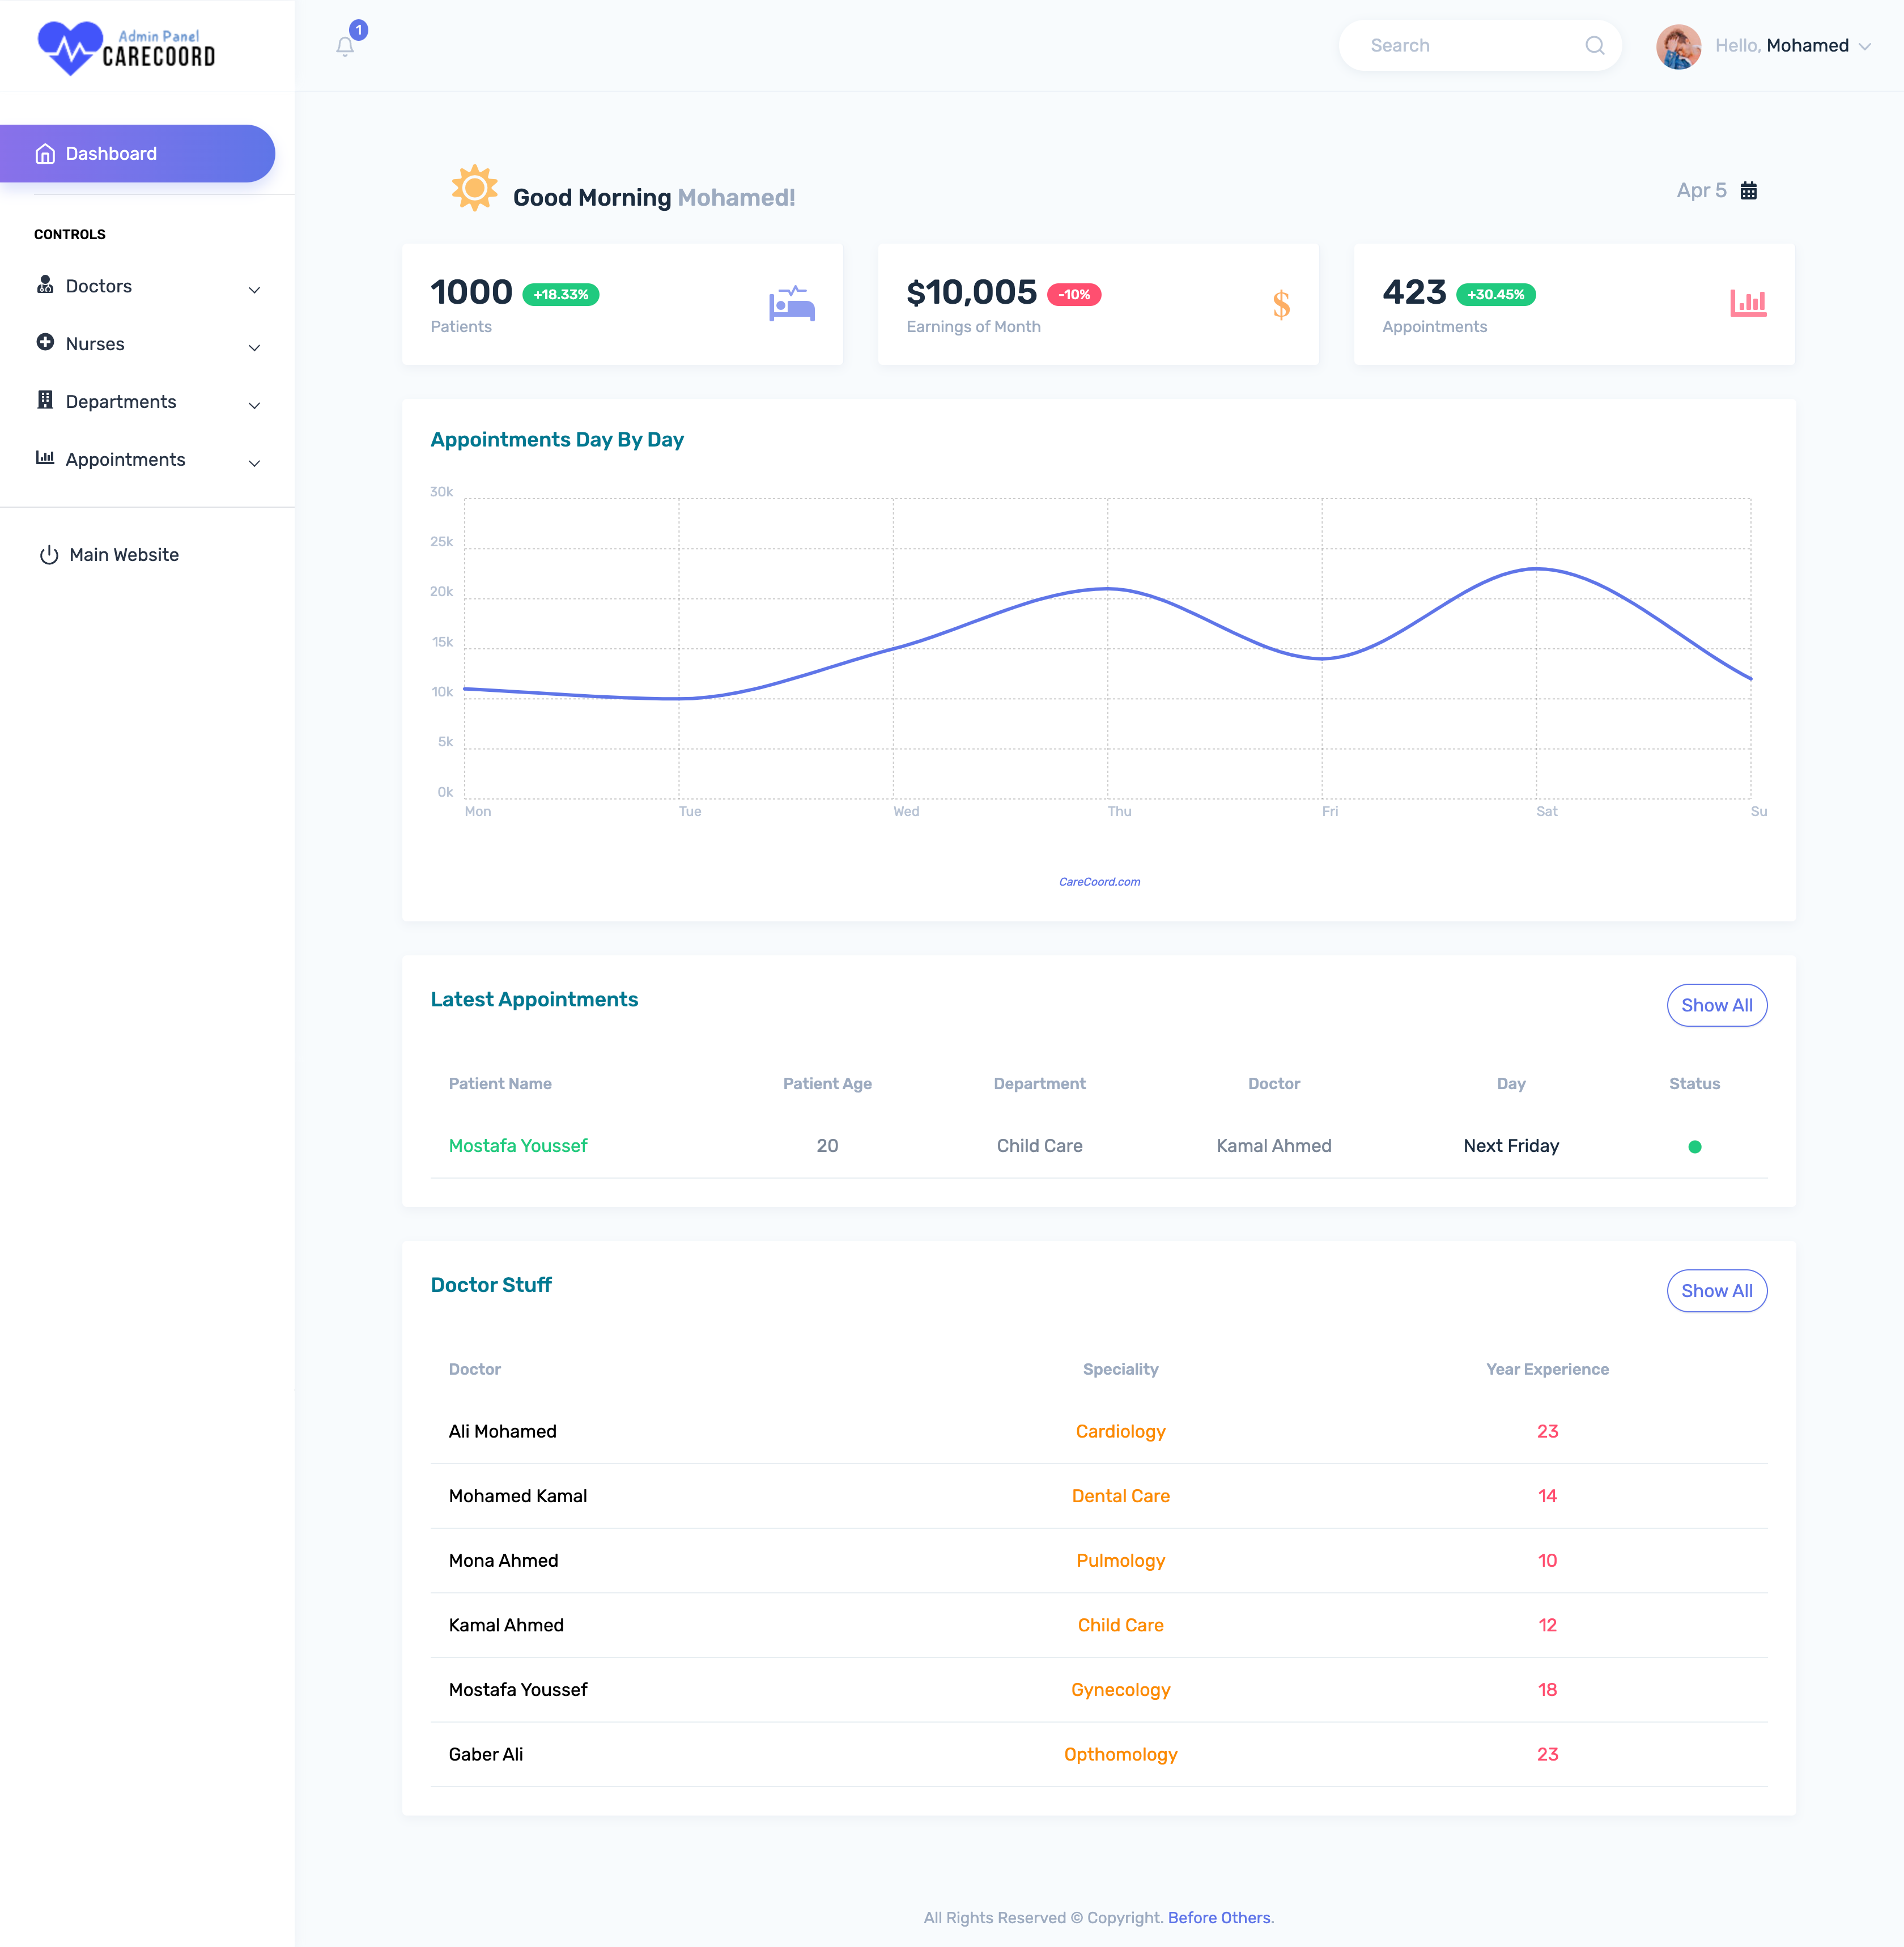 Admin Panel
CARECOORD
1
Search
Hello, Mohamed
Dashboard
CONTROLS
Doctors
Nurses
Departments
Appointments
Main Website
Good Morning Mohamed!
Apr 5
1000 +18.33%
Patients
$10,005 -10%
Earnings of Month
$
423 +30.45%
Appointments
Appointments Day By Day
30k
25k
20k
15k
10k
5k
0k
Mon Tue Wed Thu Fri Sat Su
CareCoord.com
Latest Appointments
Show All
Patient Name Patient Age Department Doctor Day Status
Mostafa Youssef 20 Child Care Kamal Ahmed Next Friday
Doctor Stuff
Show All
Doctor Speciality Year Experience
Ali Mohamed Cardiology 23
Mohamed Kamal Dental Care 14
Mona Ahmed Pulmology 10
Kamal Ahmed Child Care 12
Mostafa Youssef Gynecology 18
Gaber Ali Opthomology 23
All Rights Reserved © Copyright. Before Others.